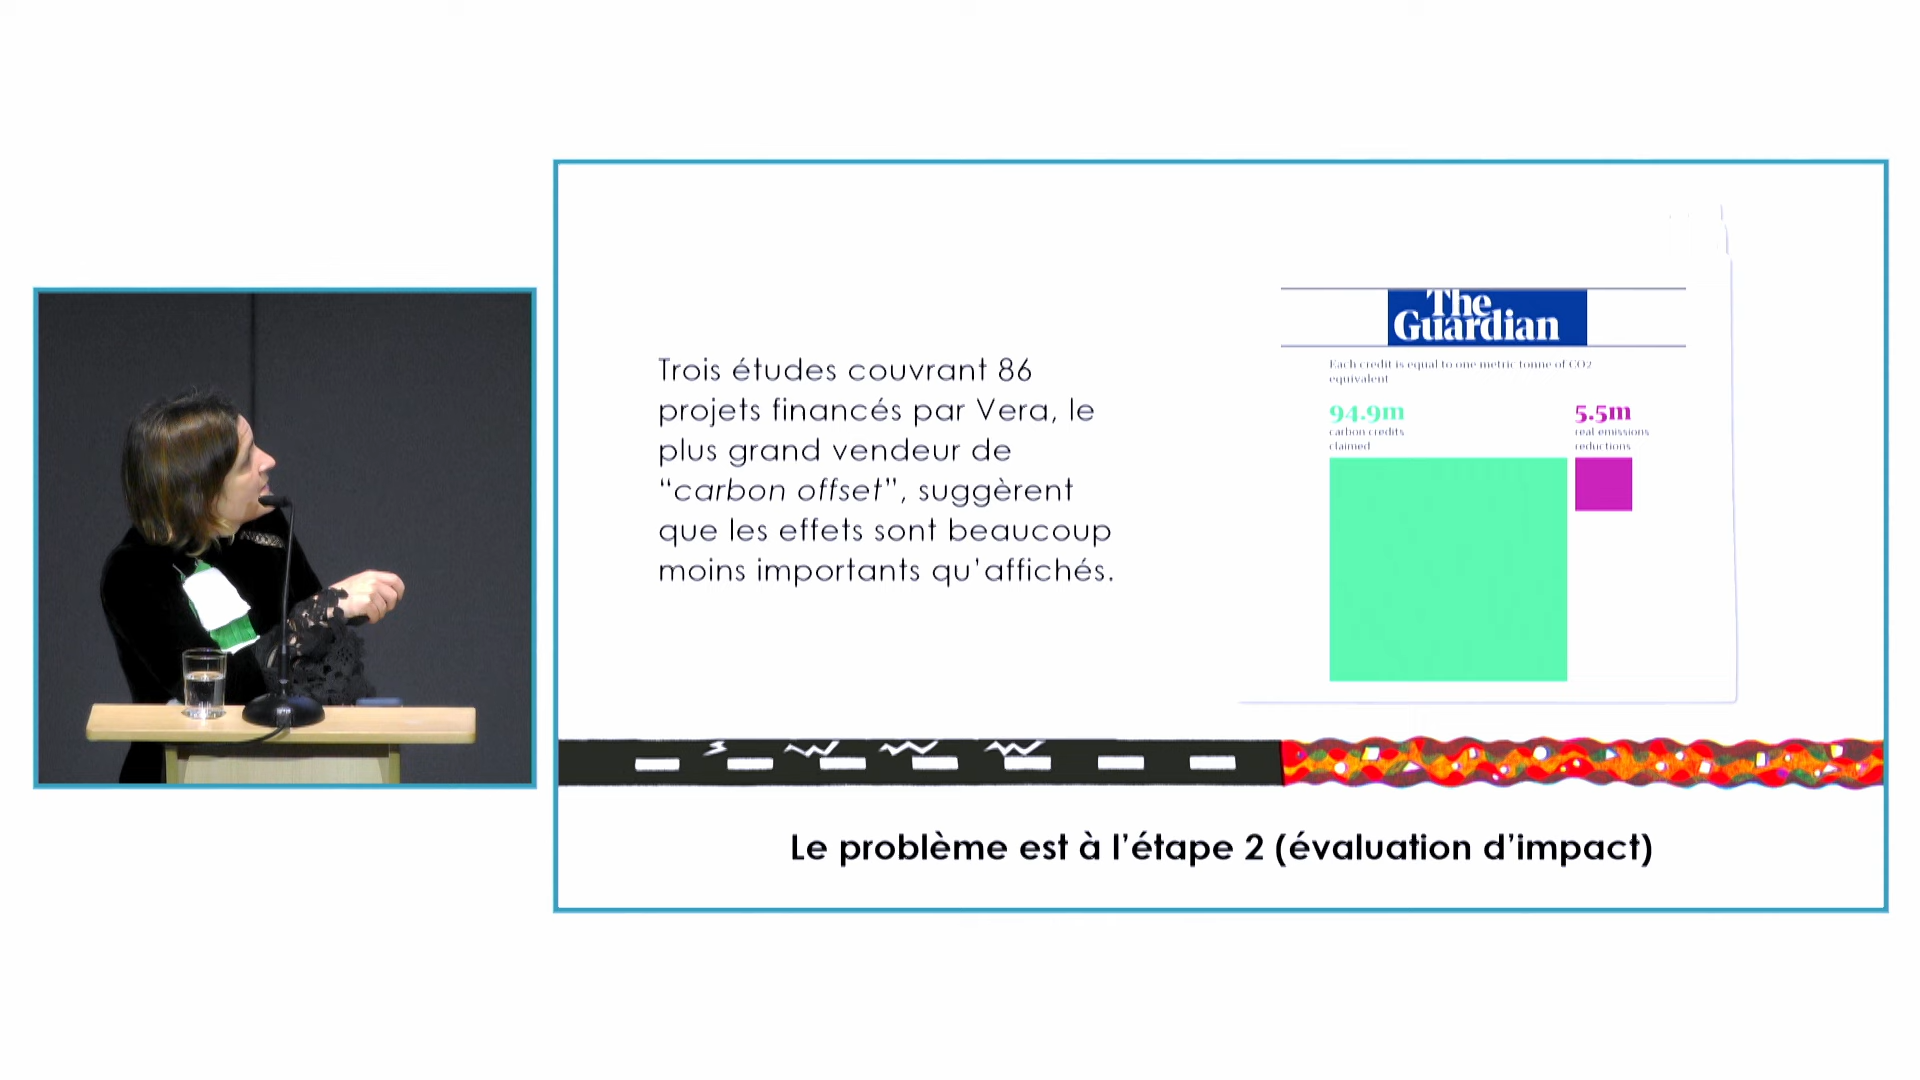 Trois études couvrant 86
projets financés par Vera, le
plus grand vendeur de
“carbon offset”, suggèrent
que les effets sont beaucoup
moins importants qu’affichés.
The
Guardian
Each credit is equal to one metric tonne of CO2
equivalent
94.9m
carbon credits
claimed
5.5m
real emissions
reductions
Le problème est à l’étape 2 (évaluation d’impact)